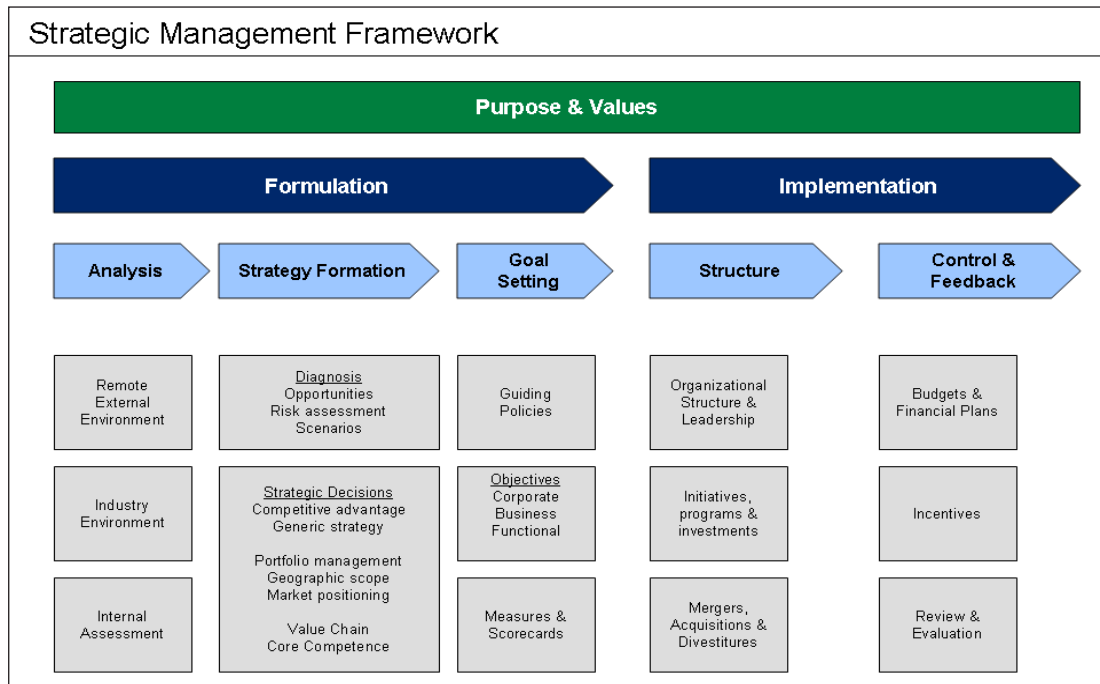 Strategic Management Framework
Purpose & Values
Formulation
Implementation
Analysis
Strategy Formation
Goal
Setting
Structure
Control &
Feedback
Remote
External
Environment
Diagnosis
Opportunities
Risk assessment
Scenarios
Guiding
Policies
Organizational
Structure &
Leadership
Budgets &
Financial Plans
Industry
Environment
Strategic Decisions
Competitive advantage
Generic strategy
Portfolio management
Geographic scope
Market positioning
Value Chain
Core Competence
Objectives
Corporate
Business
Functional
Initiatives,
programs &
investments
Incentives
Internal
Assessment
Measures &
Scorecards
Mergers,
Acquisitions &
Divestitures
Review &
Evaluation